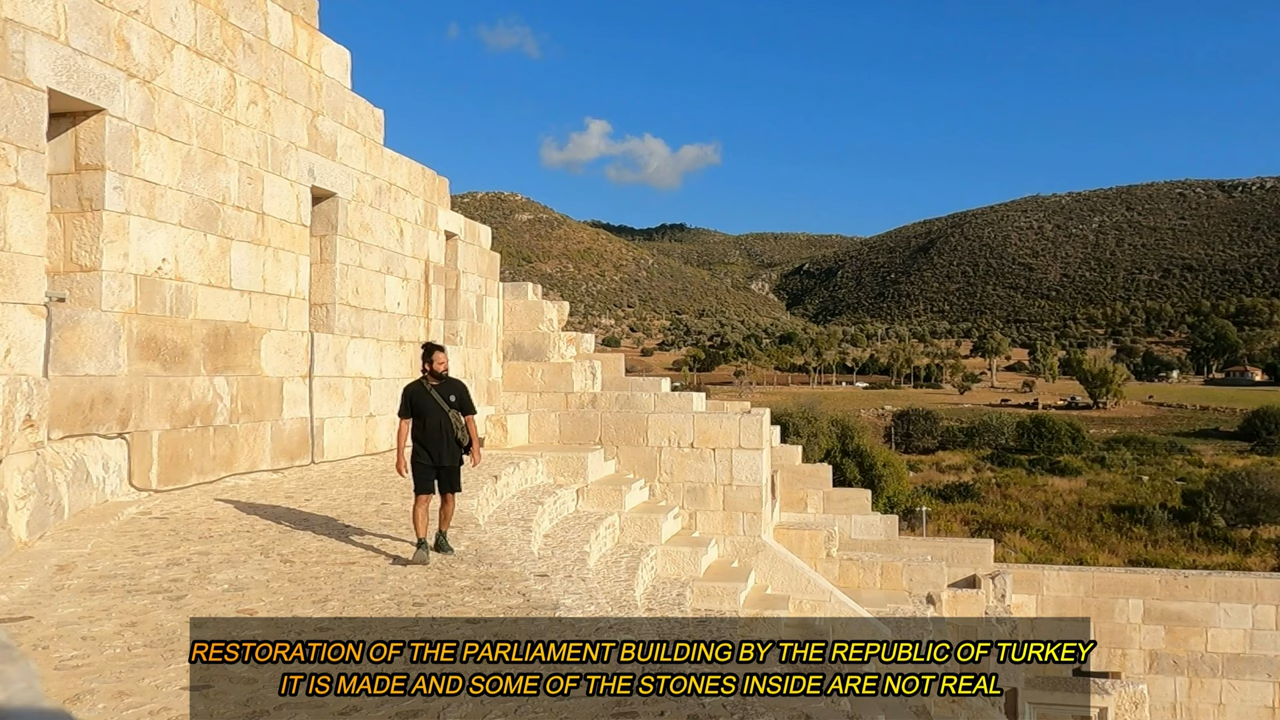 RESTORATION OF THE PARLIAMENT BUILDING BY THE REPUBLIC OF TURKEY
IT IS MADE AND SOME OF THE STONES INSIDE ARE NOT REAL